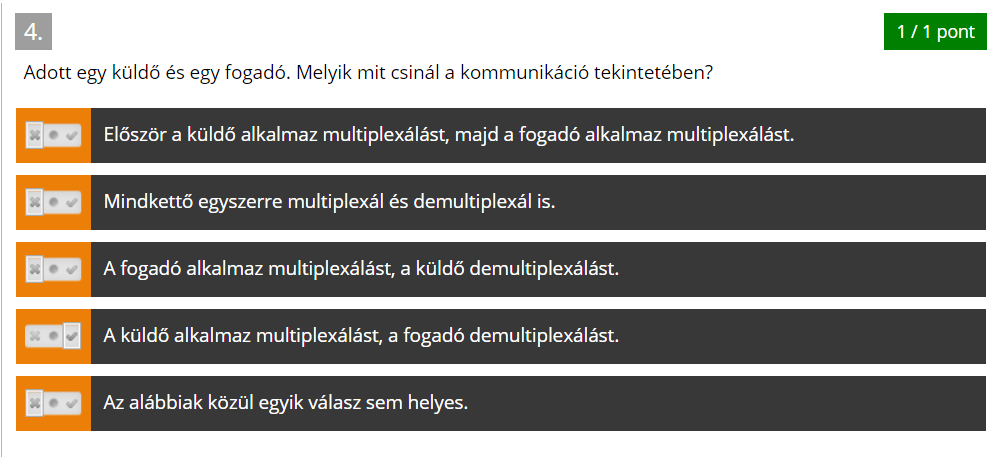 4.
1 / 1 pont
Adott egy küldő és egy fogadó. Melyik mit csinál a kommunikáció tekintetében?
Először a küldő alkalmaz multiplexálást, majd a fogadó alkalmaz multiplexálást.
Mindkettő egyszerre multiplexál és demultiplexál is.
A fogadó alkalmaz multiplexálást, a küldő demultiplexálást.
A küldő alkalmaz multiplexálást, a fogadó demultiplexálást.
Az alábbiak közül egyik válasz sem helyes.